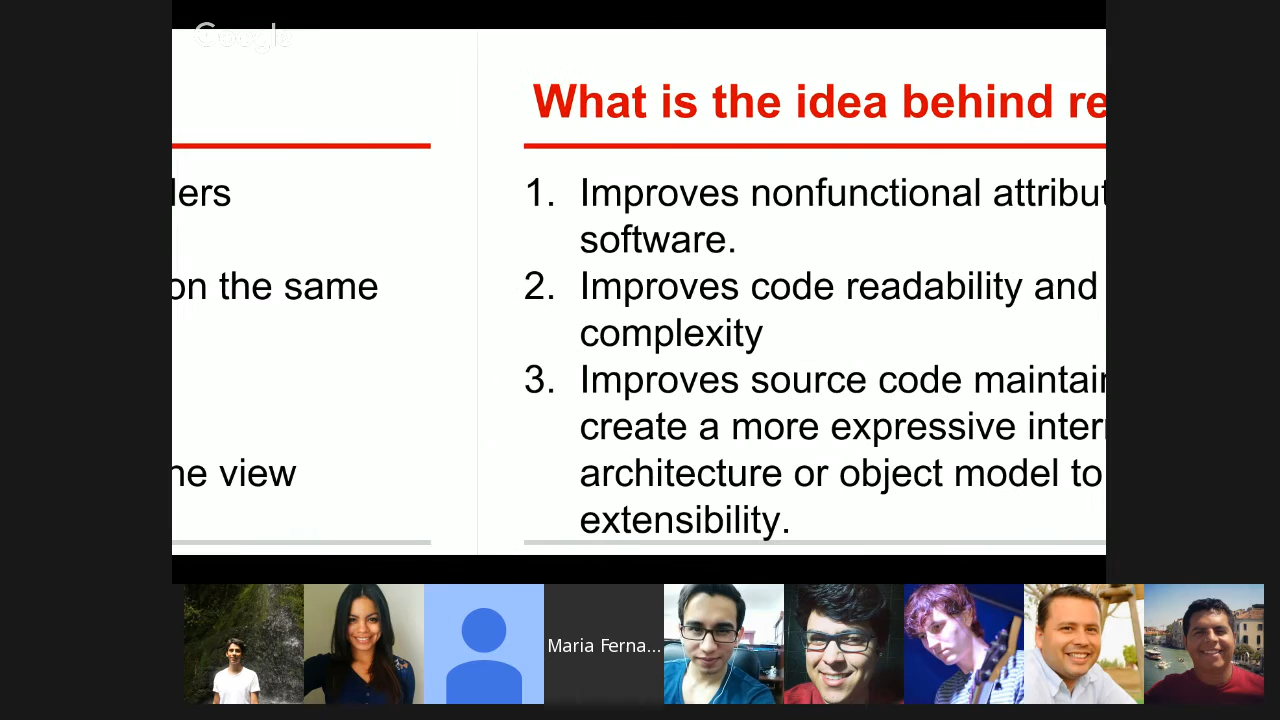 Google
What is the idea behind re
lers
on the same
he view
1. Improves nonfunctional attribut
software.
2. Improves code readability and
complexity
3. Improves source code maintain
create a more expressive inter
architecture or object model to
extensibility.
Maria Ferna...